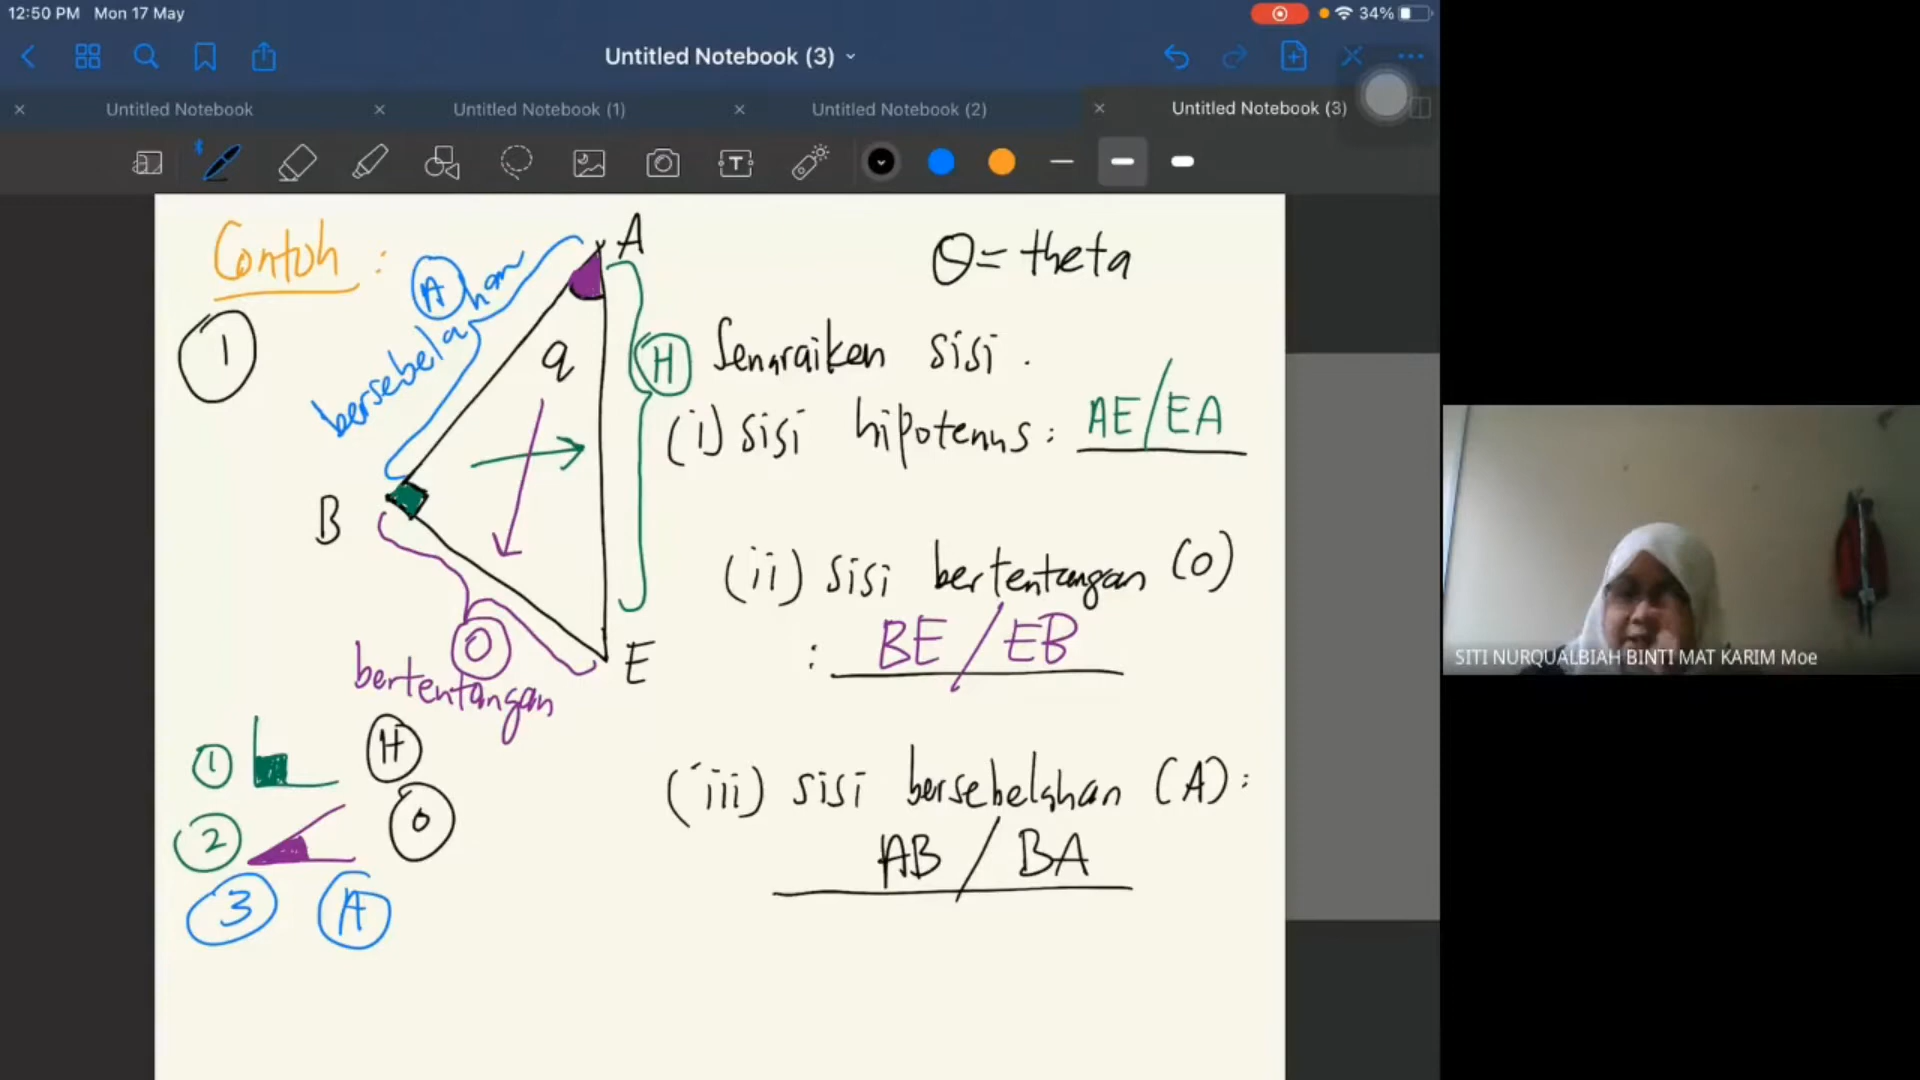 12:50 PM Mon 17 May
34%
Untitled Notebook (3)
Untitled Notebook
Untitled Notebook (1)
Untitled Notebook (2)
Untitled Notebook (3)
Contoh :
1
A
θ = theta
A
bersebelahan
q
H
Senaraikan sisi .
(i) sisi hipotenus : AE/EA
B
(ii) sisi bertentangan (O)
: BE / EB
O
E
bertentangan
SITI NURQUALBIAH BINTI MAT KARIM Moe
1 H
2 O
3 A
(iii) sisi bersebelahan (A) :
AB / BA